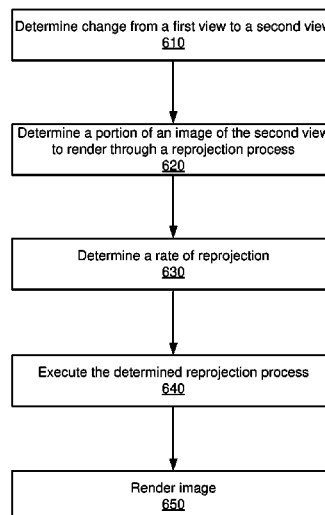 Determine change from a first view to a second view
610
Determine a portion of an image of the second view
to render through a reprojection process
620
Determine a rate of reprojection
630
Execute the determined reprojection process
640
Render image
650